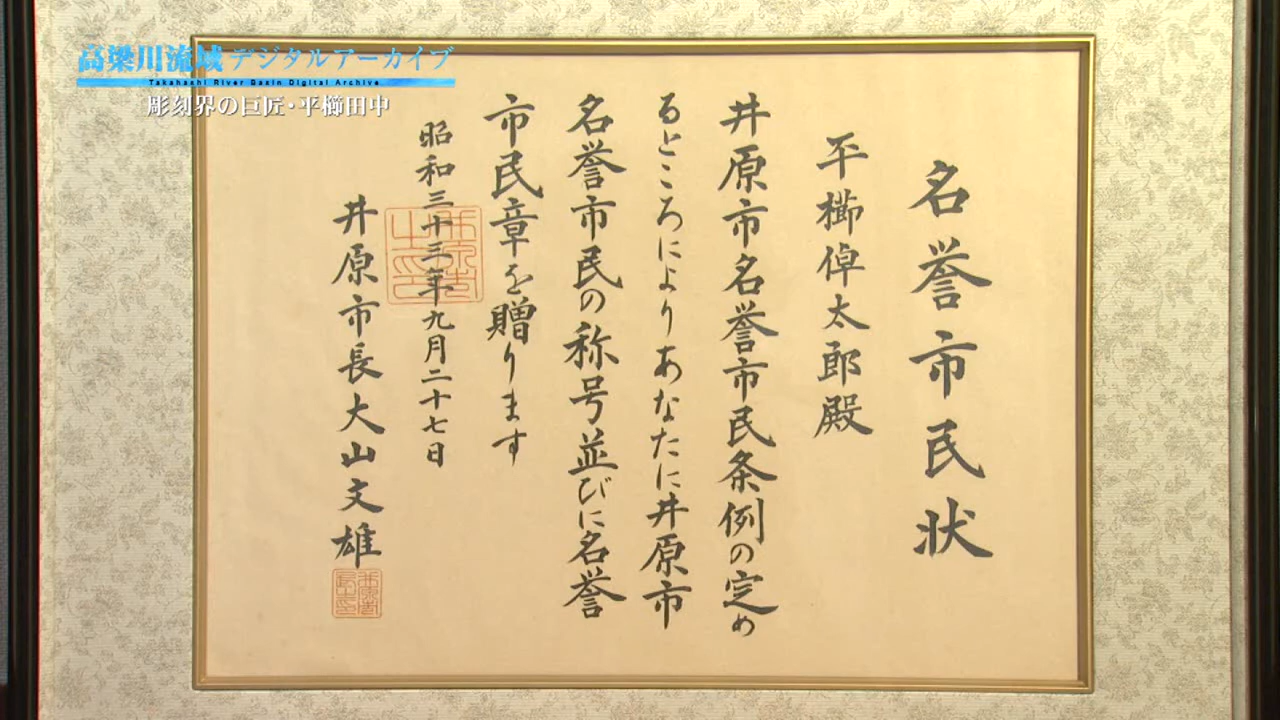 高梁川流域デジタルアーカイブ
Takahashi River Basin Digital Archive
彫刻界の巨匠・平櫛田中
名誉市民状
平櫛倬太郎殿
井原市名誉市民条例の定め
るところによりあなたに井原市
名誉市民の称号並びに名誉
市民章を贈ります
昭和三十三年九月二十七日
井原市長大山文雄